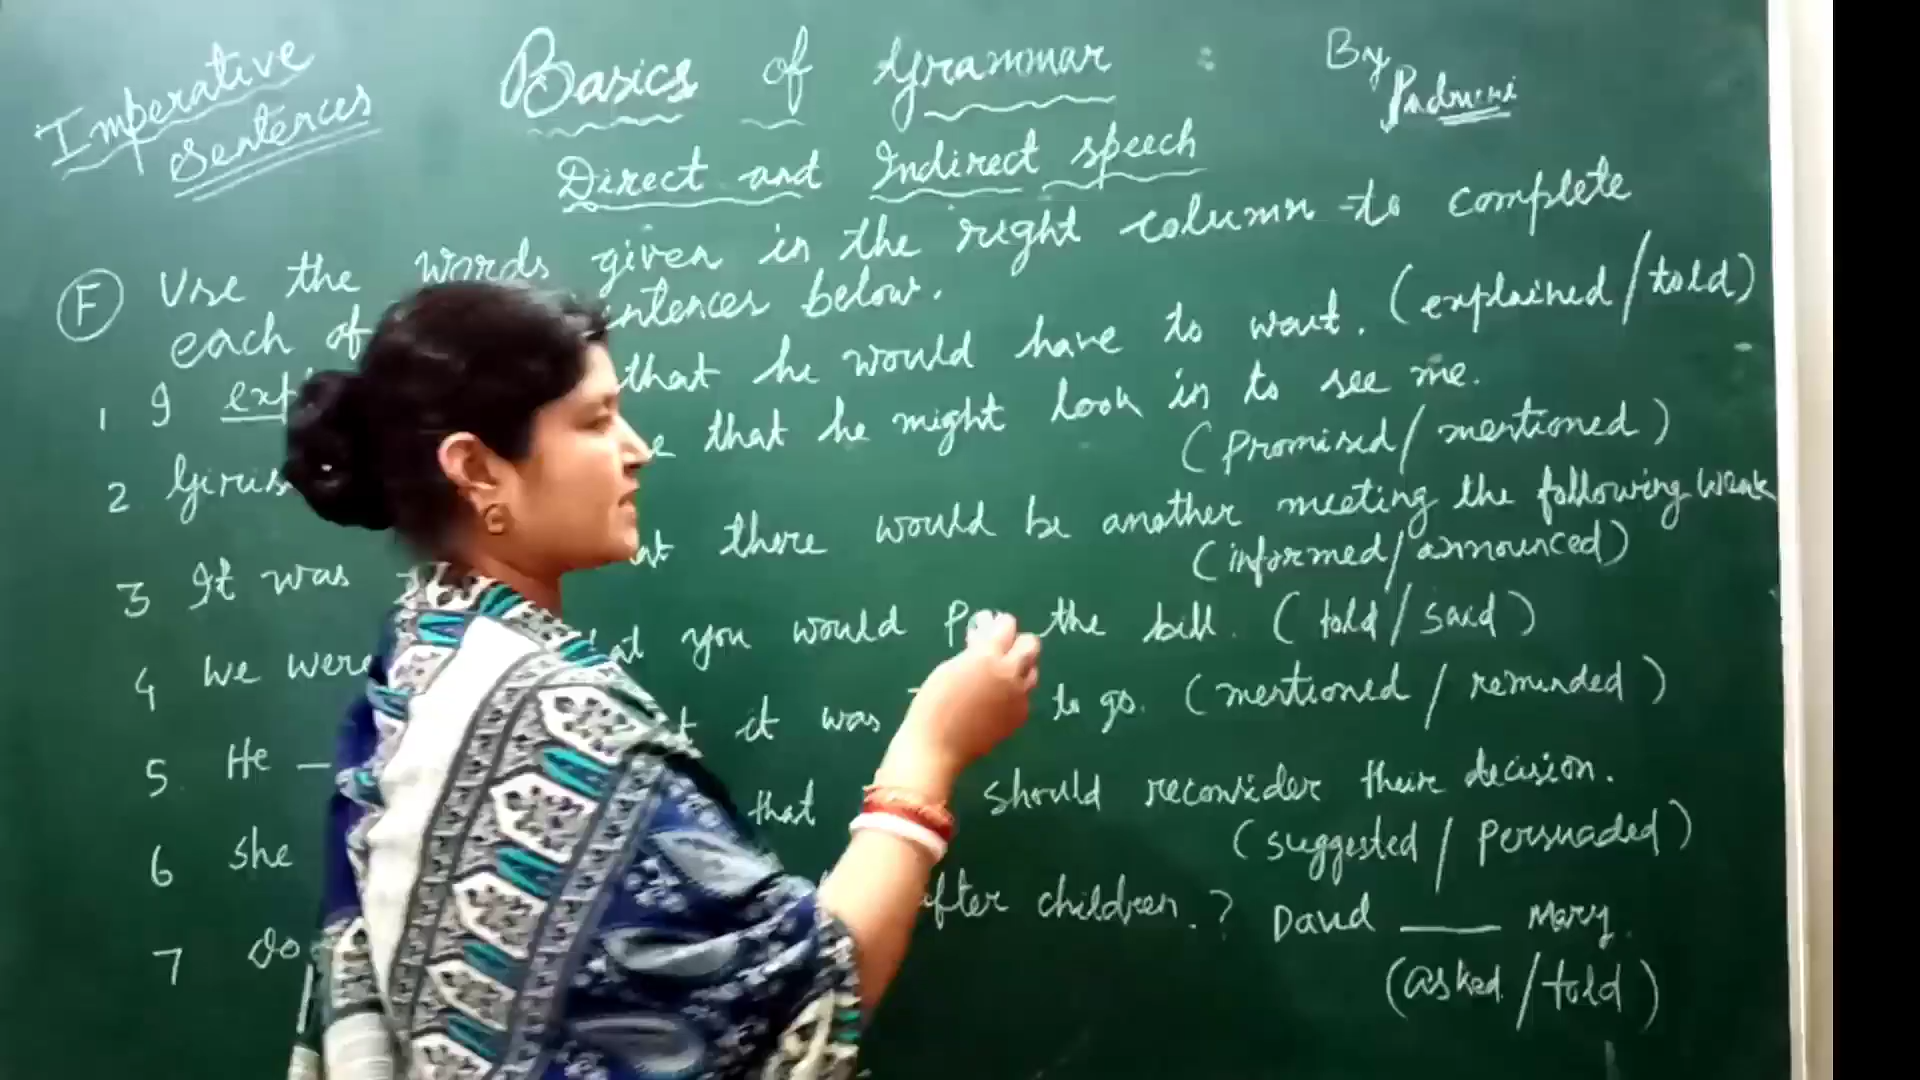 Imperative
Sentences
Basics of Grammar :
By
Padmini
Direct and Indirect speech
F Use the words given in the right column to complete
each of sentences below.
1 I that he would have to wait. (explained/told)
2 that he might look in to see me.
(Promised/mentioned)
3 It was there would be another meeting the following week
(informed/announced)
4 We were you would the bill. (told/said)
5. He — it was to go. (mentioned/reminded)
6 She that should reconsider their decision.
(suggested/Persuaded)
7 after children.? David ____ Mary.
(asked/told)